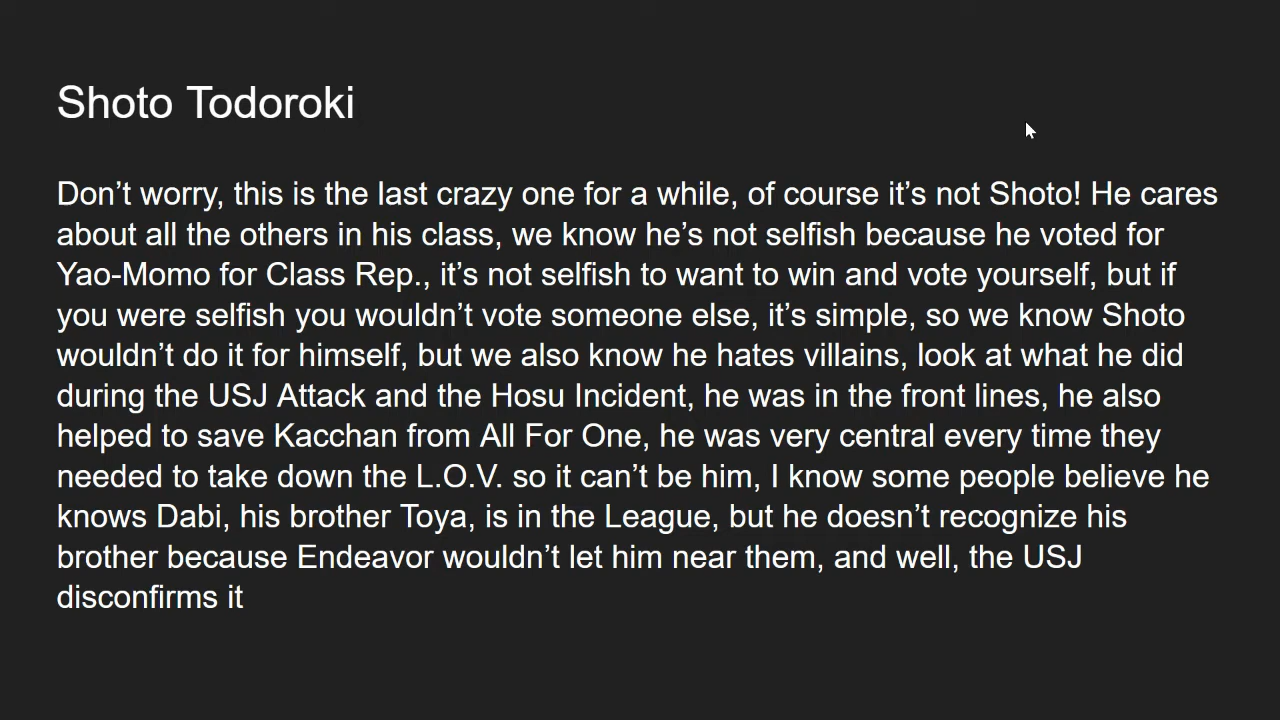 Shoto Todoroki
Don’t worry, this is the last crazy one for a while, of course it’s not Shoto! He cares
about all the others in his class, we know he’s not selfish because he voted for
Yao-Momo for Class Rep., it’s not selfish to want to win and vote yourself, but if
you were selfish you wouldn’t vote someone else, it’s simple, so we know Shoto
wouldn’t do it for himself, but we also know he hates villains, look at what he did
during the USJ Attack and the Hosu Incident, he was in the front lines, he also
helped to save Kacchan from All For One, he was very central every time they
needed to take down the L.O.V. so it can’t be him, I know some people believe he
knows Dabi, his brother Toya, is in the League, but he doesn’t recognize his
brother because Endeavor wouldn’t let him near them, and well, the USJ
disconfirms it